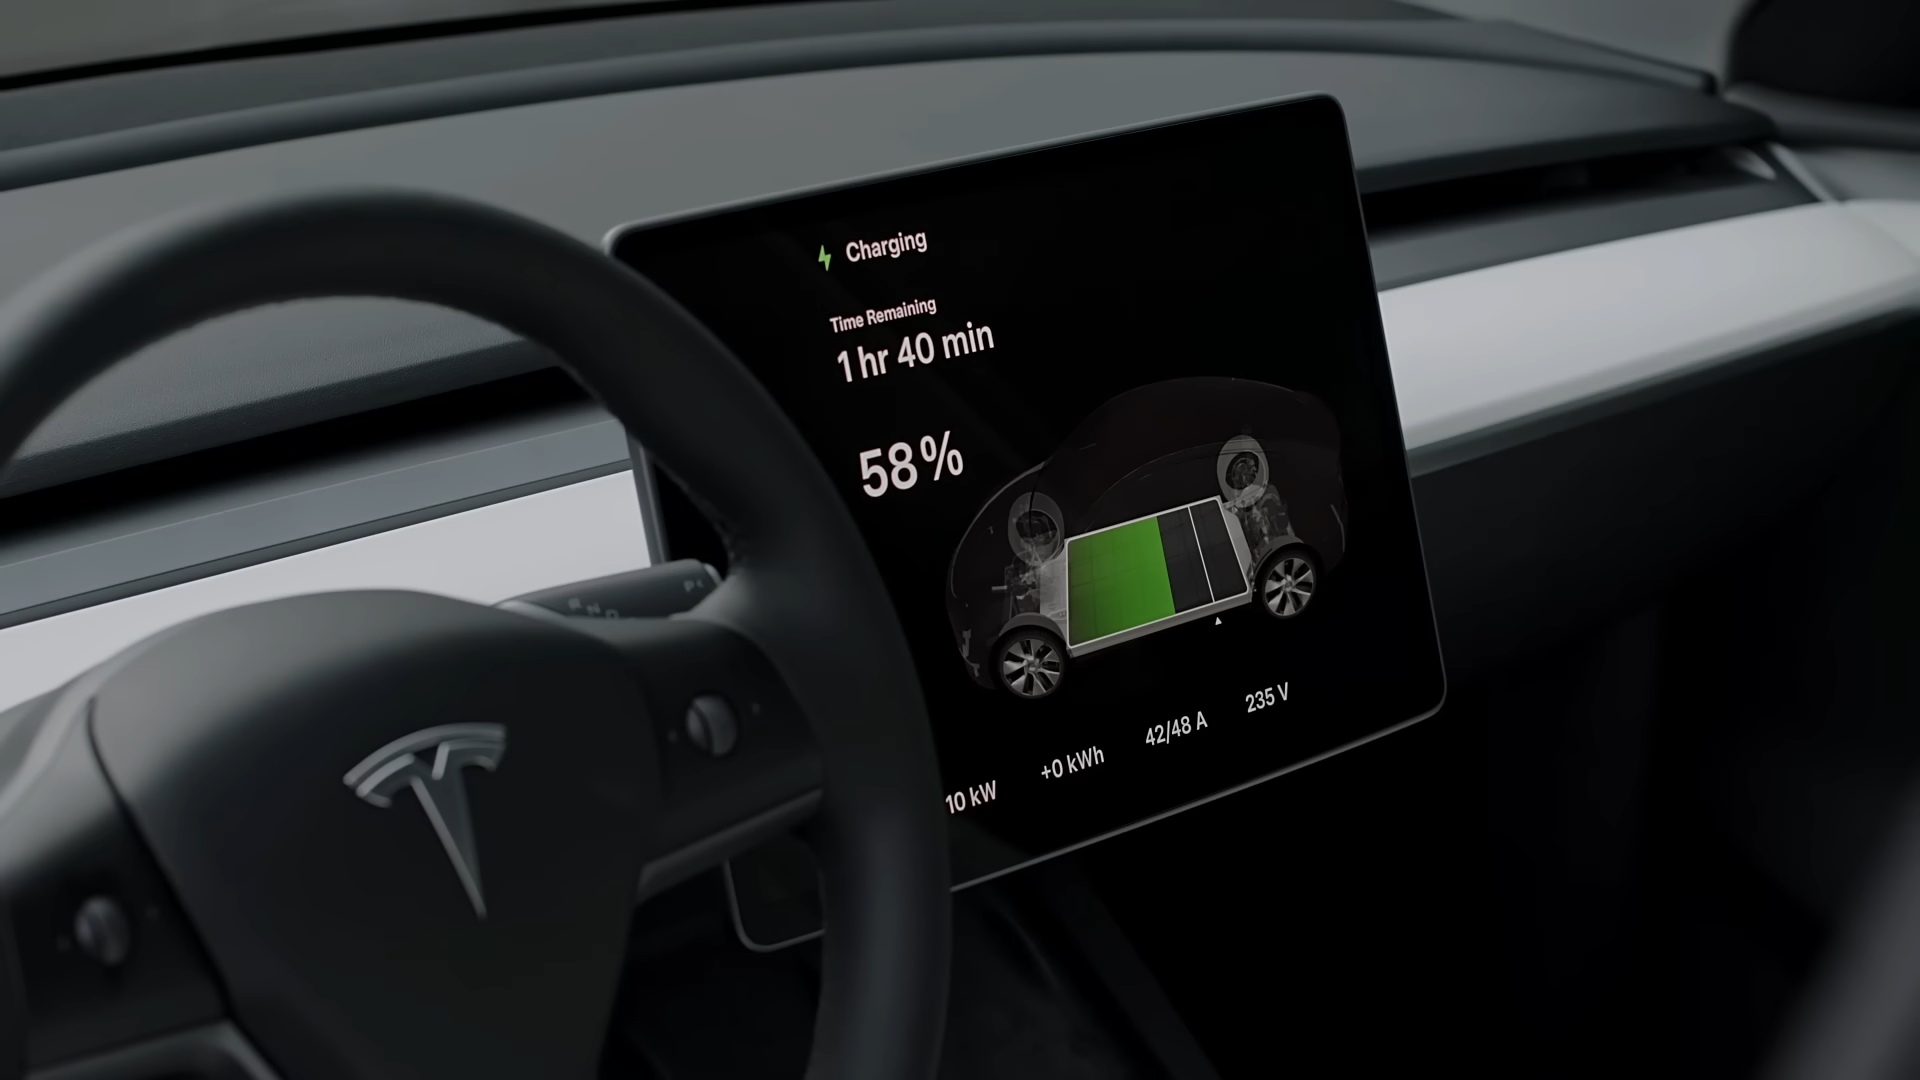 Charging
Time Remaining
1 hr 40 min
58%
10 kW
+0 kWh
42/48 A
235 V
R N D
P